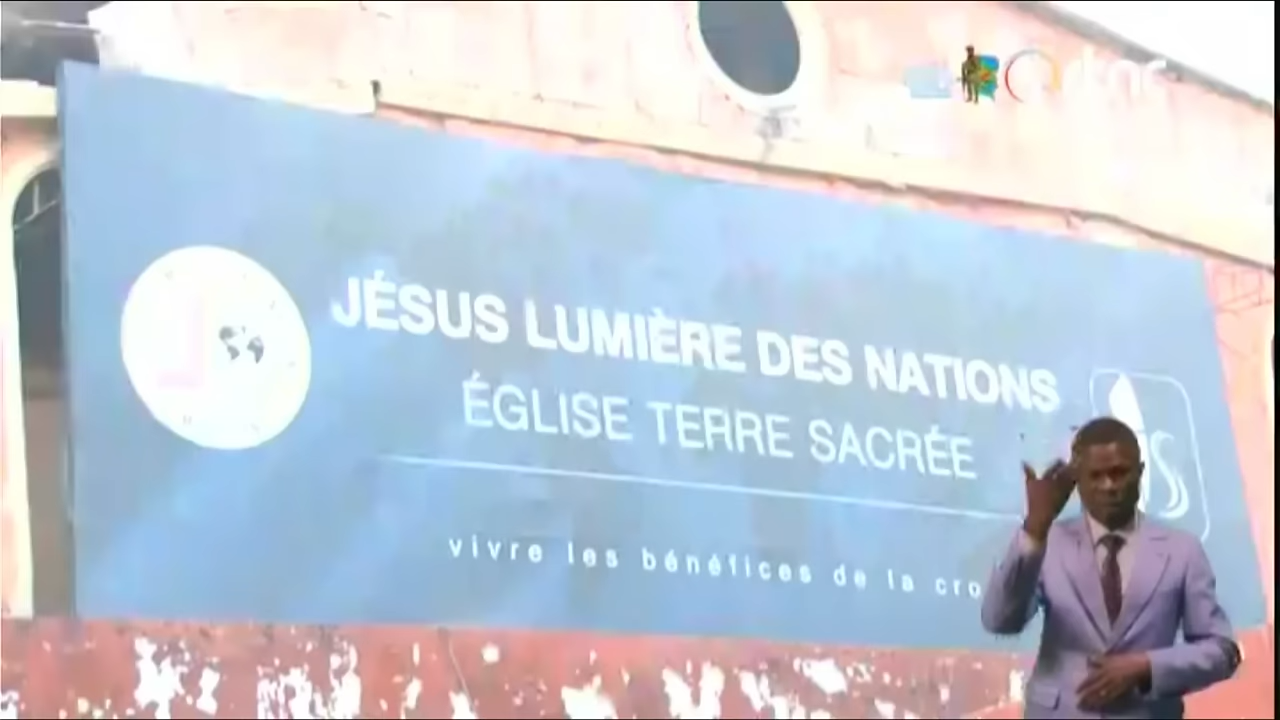 JÉSUS LUMIÈRE DES NATIONS
ÉGLISE TERRE SACRÉE
vivre les bénéfices de la